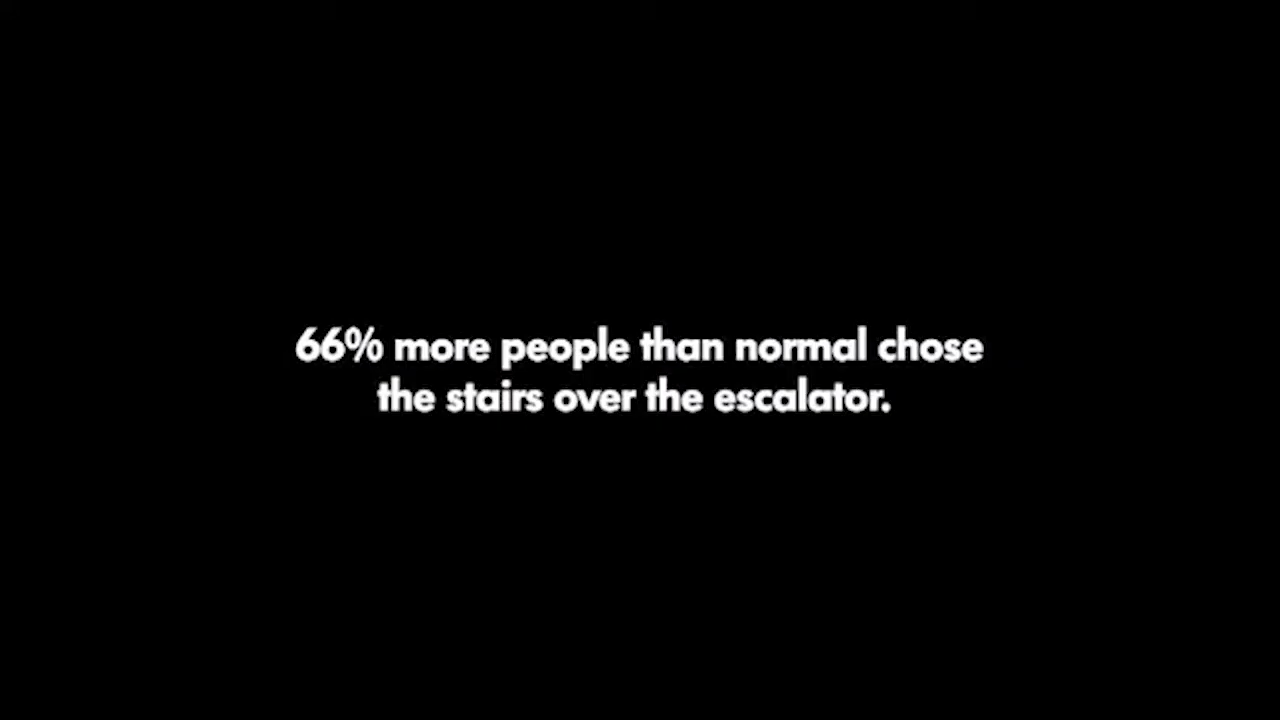 66% more people than normal chose
the stairs over the escalator.